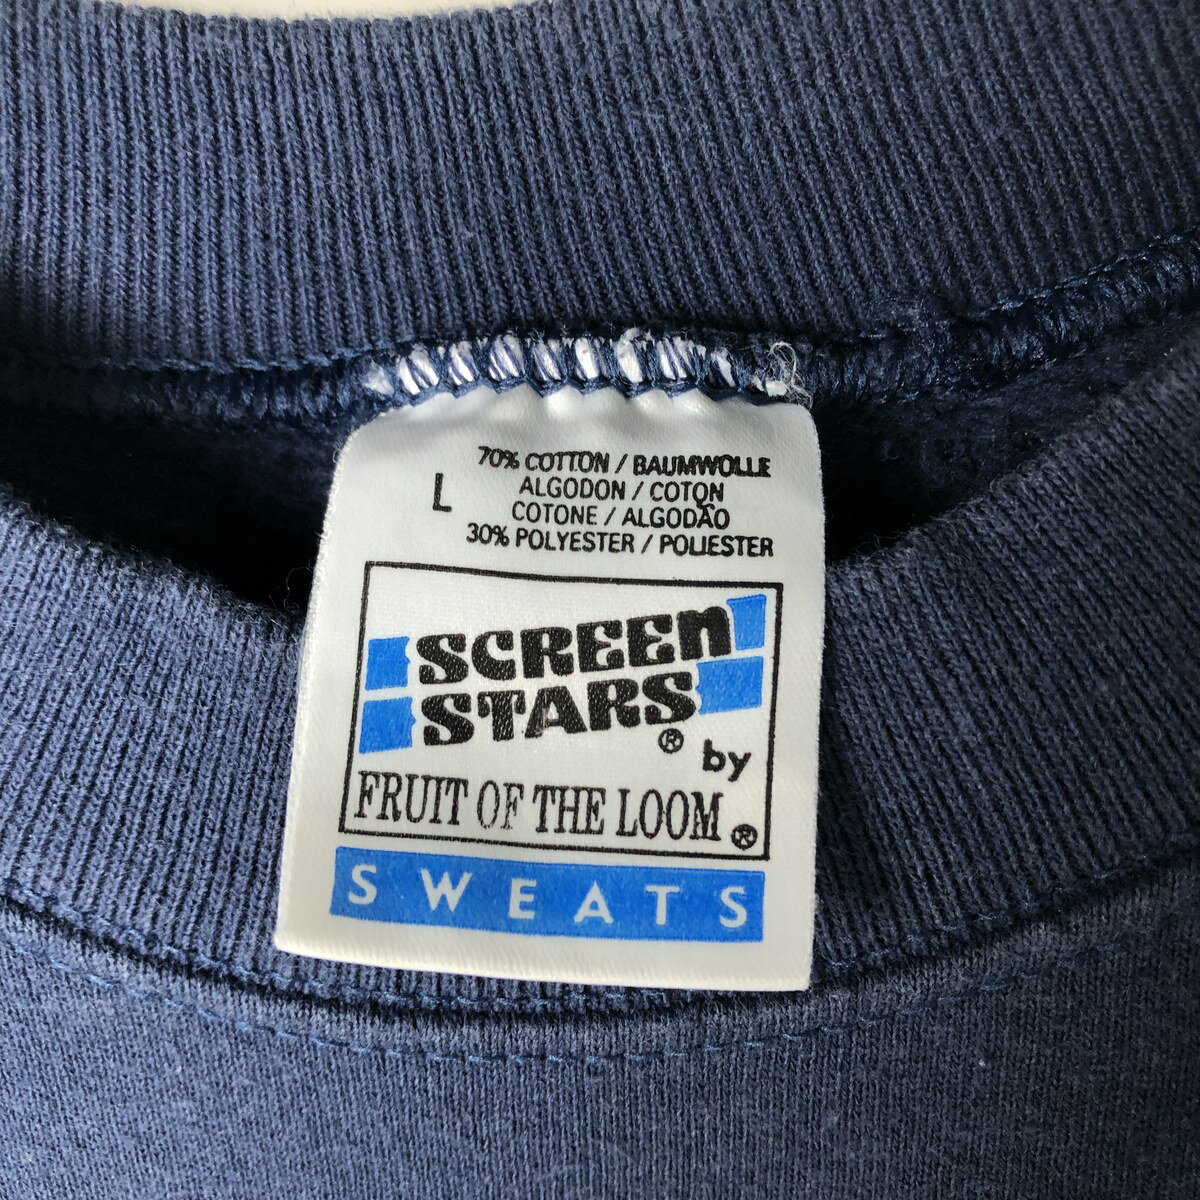 70% COTTON / BAUMWOLLE
L
ALGODON / COTON
COTONE / ALGODÃO
30% POLYESTER / POLIESTER
SCREEN
STARS®
by
FRUIT OF THE LOOM®
SWEATS